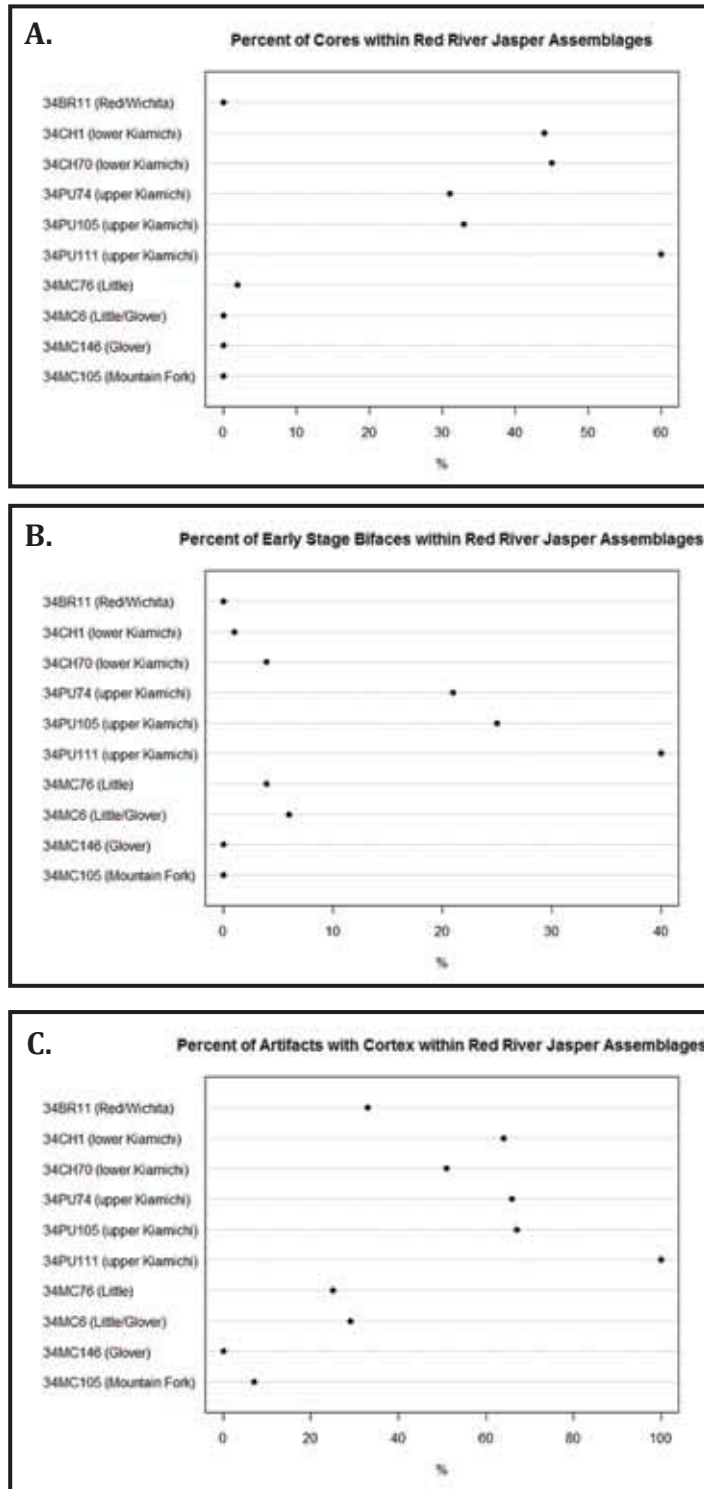 A.
Percent of Cores within Red River Jasper Assemblages
34BR11 (Red/Wichita)
34CH1 (lower Kiamichi)
34CH70 (lower Kiamichi)
34PU74 (upper Kiamichi)
34PU105 (upper Kiamichi)
34PU111 (upper Kiamichi)
34MC76 (Little)
34MC6 (Little/Glover)
34MC146 (Glover)
34MC105 (Mountain Fork)
0 10 20 30 40 50 60
%
B.
Percent of Early Stage Bifaces within Red River Jasper Assemblages
34BR11 (Red/Wichita)
34CH1 (lower Kiamichi)
34CH70 (lower Kiamichi)
34PU74 (upper Kiamichi)
34PU105 (upper Kiamichi)
34PU111 (upper Kiamichi)
34MC76 (Little)
34MC6 (Little/Glover)
34MC146 (Glover)
34MC105 (Mountain Fork)
0 10 20 30 40
%
C.
Percent of Artifacts with Cortex within Red River Jasper Assemblages
34BR11 (Red/Wichita)
34CH1 (lower Kiamichi)
34CH70 (lower Kiamichi)
34PU74 (upper Kiamichi)
34PU105 (upper Kiamichi)
34PU111 (upper Kiamichi)
34MC76 (Little)
34MC6 (Little/Glover)
34MC146 (Glover)
34MC105 (Mountain Fork)
0 20 40 60 80 100
%